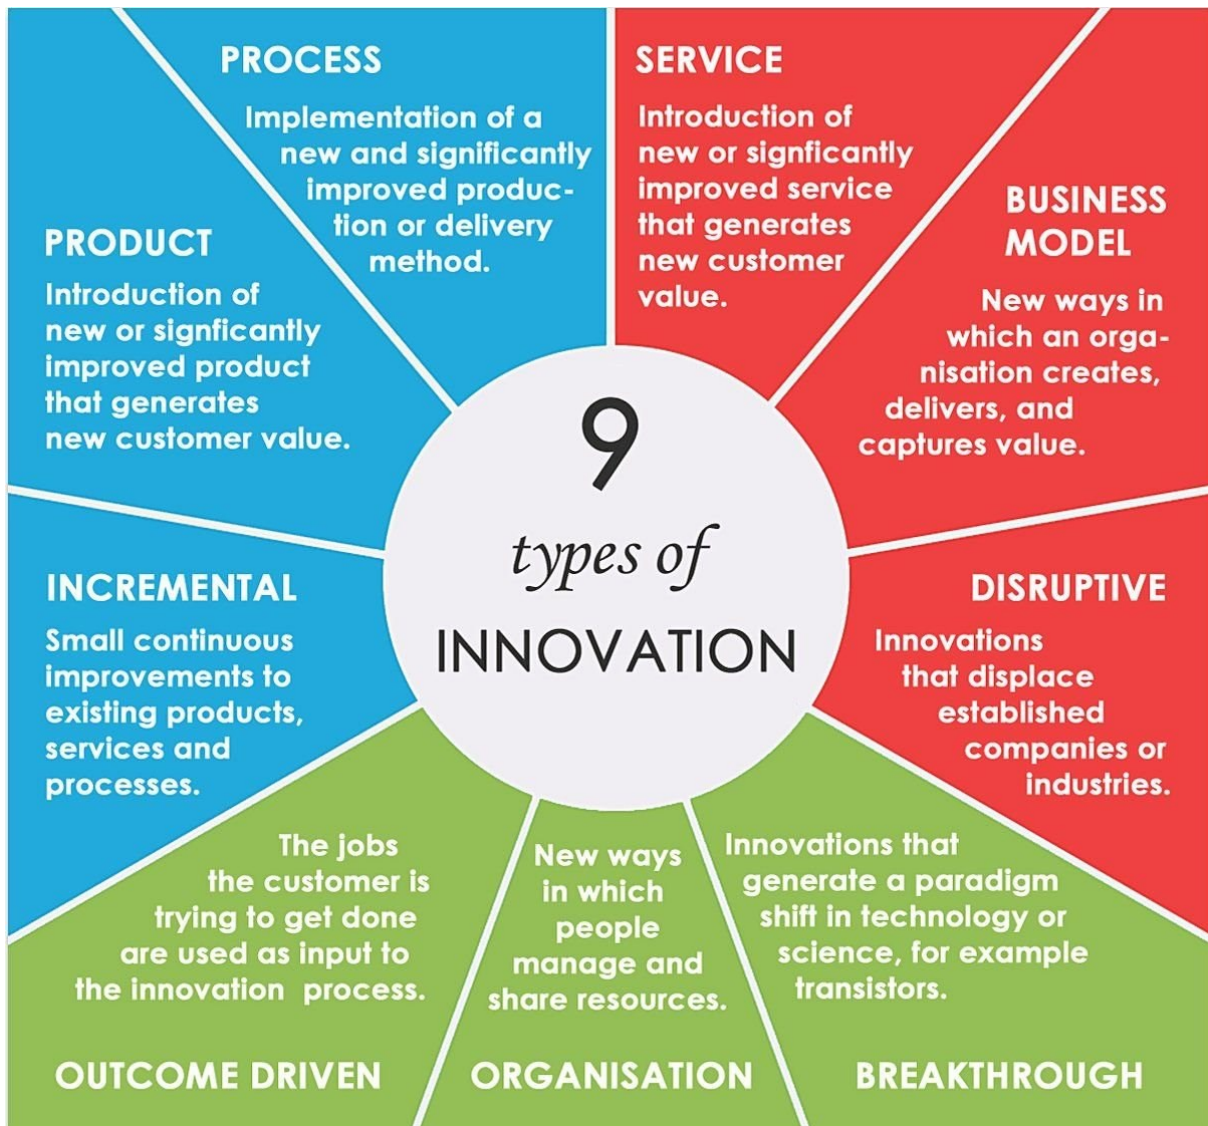 9
types of
INNOVATION
PROCESS
Implementation of a
new and significantly
improved produc-
tion or delivery
method.
SERVICE
Introduction of
new or signficantly
improved service
that generates
new customer
value.
BUSINESS
MODEL
New ways in
which an orga-
nisation creates,
delivers, and
captures value.
DISRUPTIVE
Innovations
that displace
established
companies or
industries.
Innovations that
generate a paradigm
shift in technology or
science, for example
transistors.
BREAKTHROUGH
New ways
in which
people
manage and
share resources.
ORGANISATION
The jobs
the customer is
trying to get done
are used as input to
the innovation process.
OUTCOME DRIVEN
INCREMENTAL
Small continuous
improvements to
existing products,
services and
processes.
PRODUCT
Introduction of
new or signficantly
improved product
that generates
new customer value.